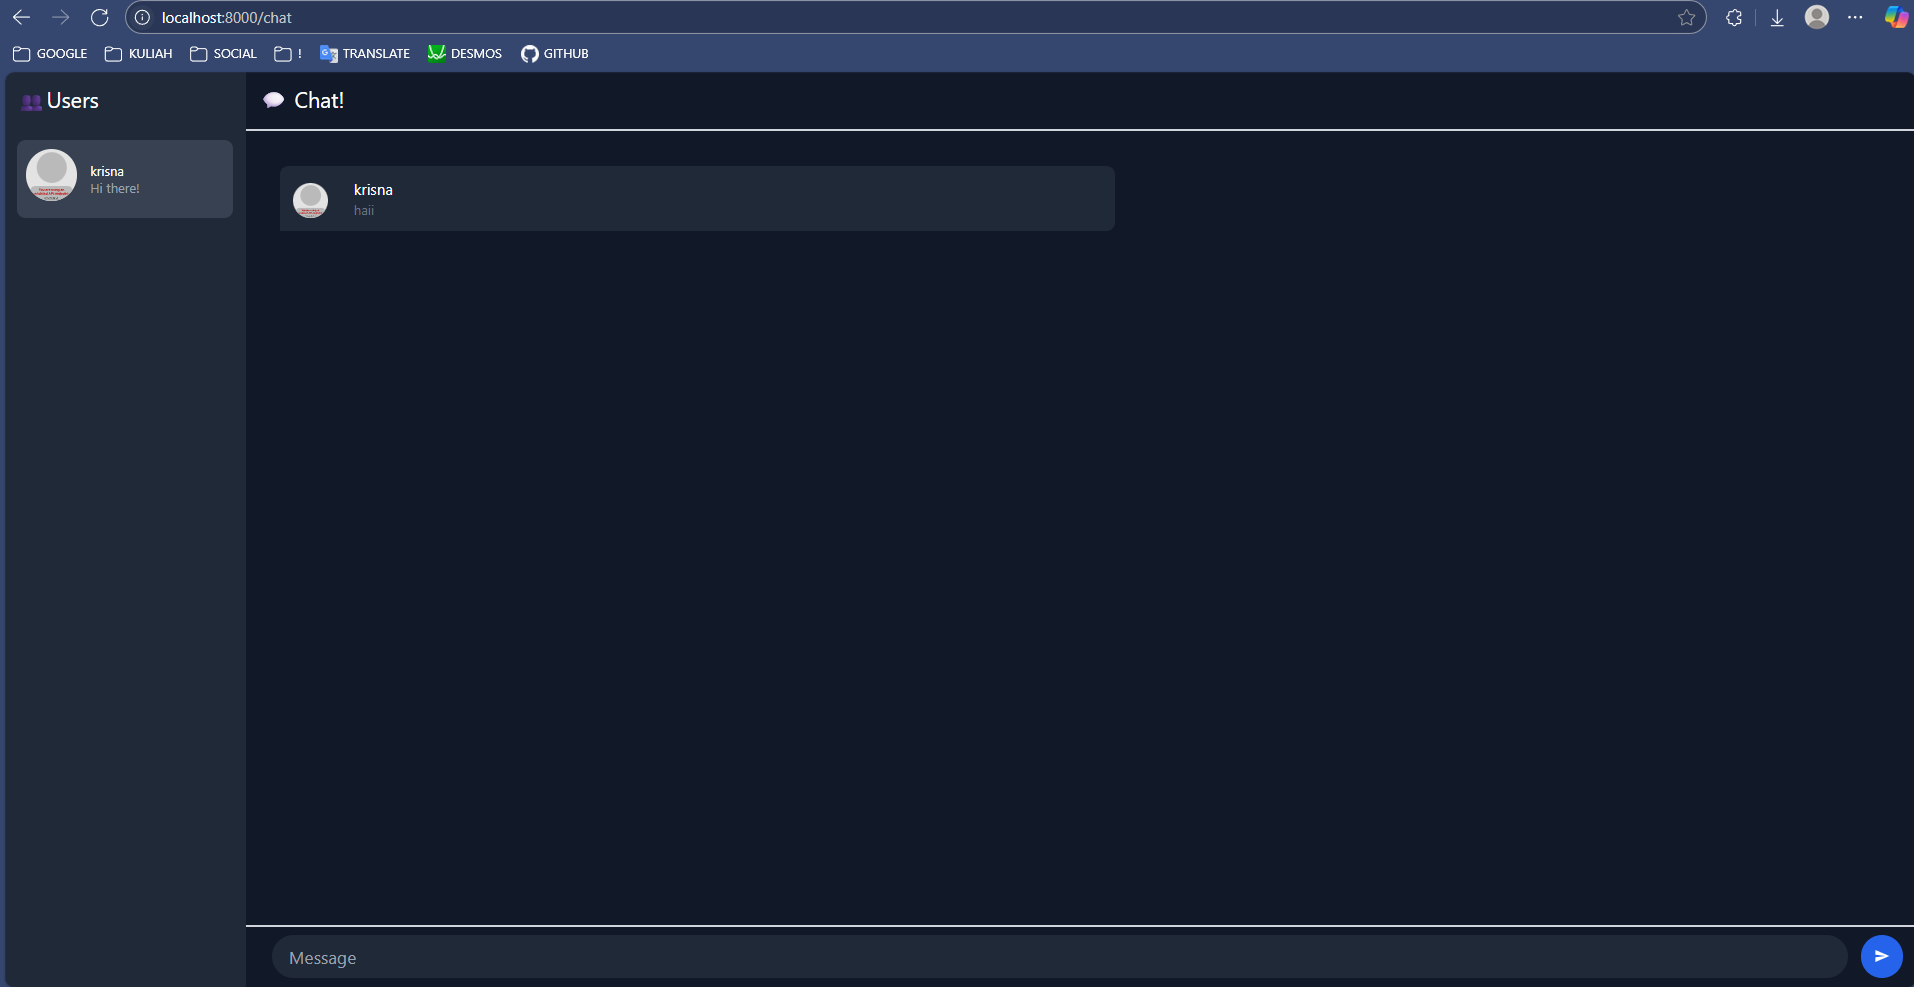 localhost:8000/chat
GOOGLE KULIAH SOCIAL ! TRANSLATE DESMOS GITHUB
Users
krisna
Hi there!
Chat!
krisna
haii
Message